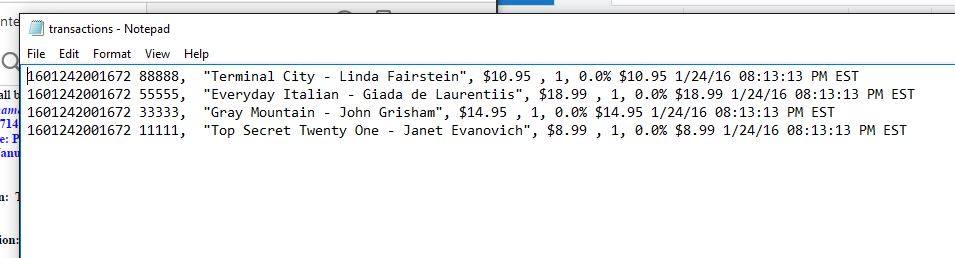 transactions - Notepad
File Edit Format View Help
1601242001672 88888,  "Terminal City - Linda Fairstein", $10.95 , 1, 0.0% $10.95 1/24/16 08:13:13 PM EST
1601242001672 55555,  "Everyday Italian - Giada de Laurentiis", $18.99 , 1, 0.0% $18.99 1/24/16 08:13:13 PM EST
1601242001672 33333,  "Gray Mountain - John Grisham", $14.95 , 1, 0.0% $14.95 1/24/16 08:13:13 PM EST
1601242001672 11111,  "Top Secret Twenty One - Janet Evanovich", $8.99 , 1, 0.0% $8.99 1/24/16 08:13:13 PM EST